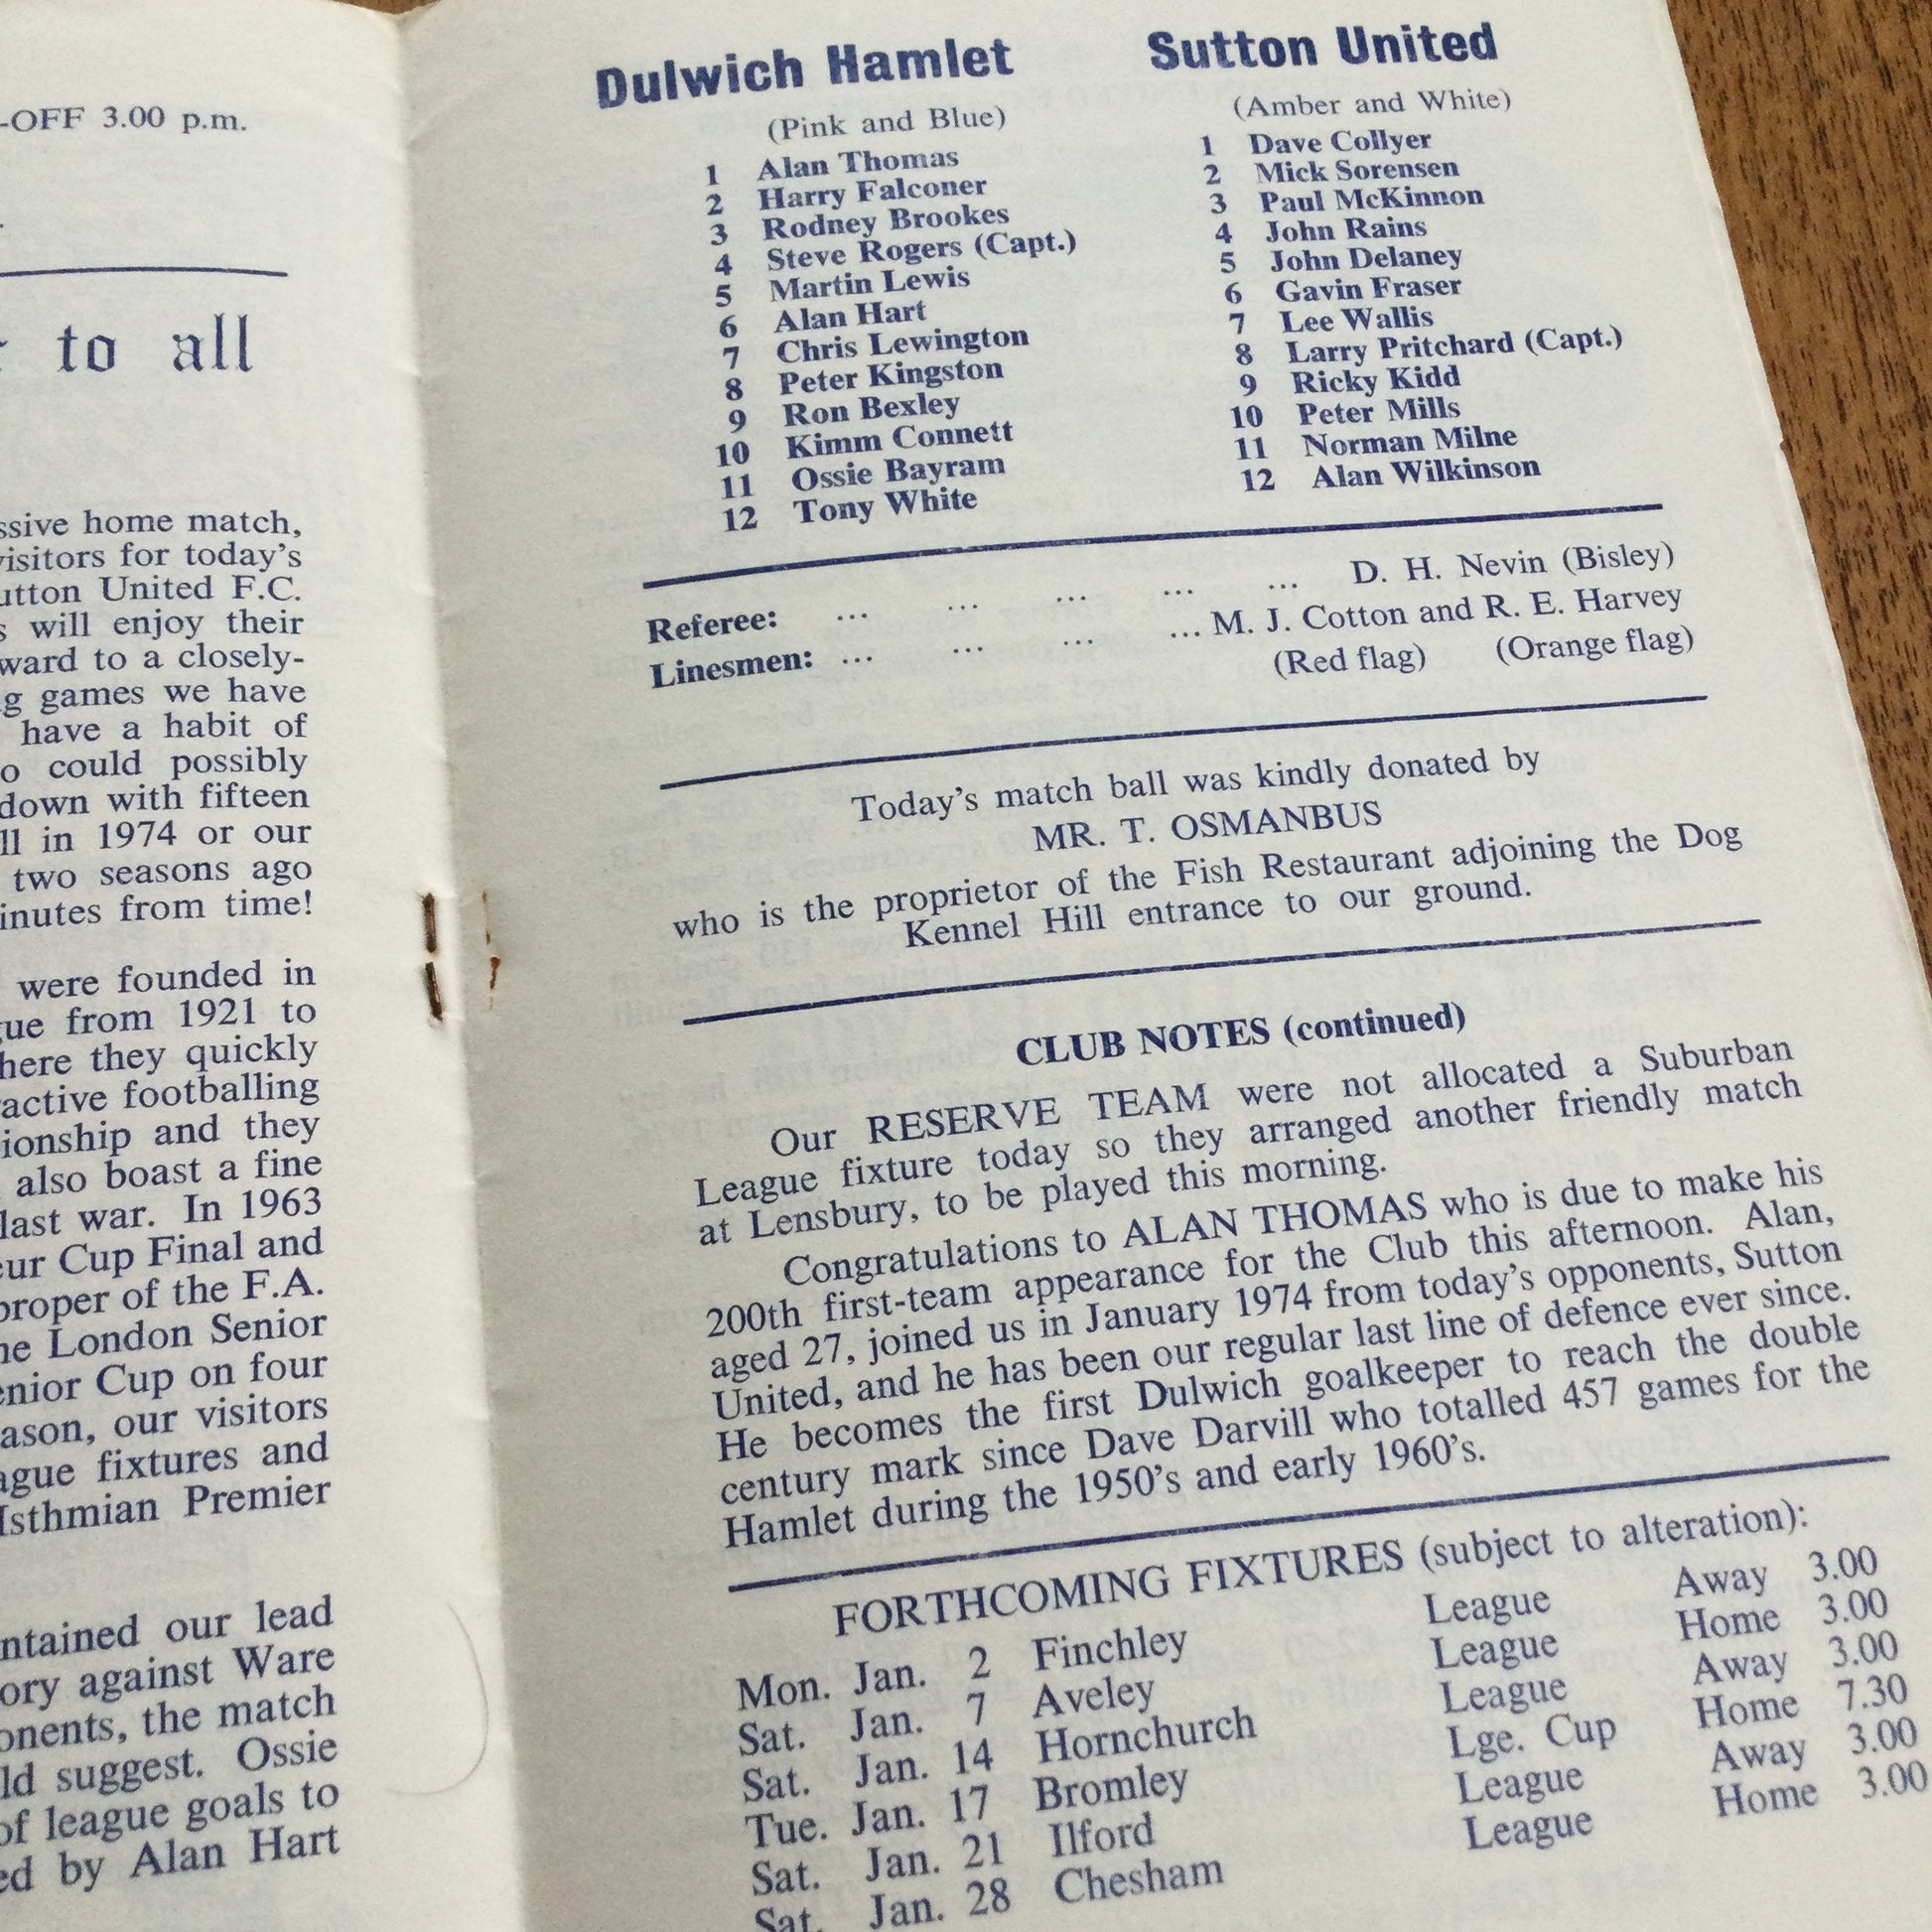 -OFF 3.00 p.m.
to all
ssive home match,
visitors for today's
utton United F.C.
s will enjoy their
ward to a closely-
g games we have
have a habit of
o could possibly
down with fifteen
ll in 1974 or our
two seasons ago
inutes from time!
were founded in
gue from 1921 to
here they quickly
ractive footballing
ionship and they
also boast a fine
last war. In 1963
eur Cup Final and
proper of the F.A.
he London Senior
enior Cup on four
ason, our visitors
ague fixtures and
Isthmian Premier
ntained our lead
ory against Ware
onents, the match
ld suggest. Ossie
of league goals to
ed by Alan Hart
Dulwich Hamlet
(Pink and Blue)
1 Alan Thomas
2 Harry Falconer
3 Rodney Brookes
4 Steve Rogers (Capt.)
5 Martin Lewis
6 Alan Hart
7 Chris Lewington
8 Peter Kingston
9 Ron Bexley
10 Kimm Connett
11 Ossie Bayram
12 Tony White
Sutton United
(Amber and White)
1 Dave Collyer
2 Mick Sorensen
3 Paul McKinnon
4 John Rains
5 John Delaney
6 Gavin Fraser
7 Lee Wallis
8 Larry Pritchard (Capt.)
9 Ricky Kidd
10 Peter Mills
11 Norman Milne
12 Alan Wilkinson
Referee: ... ... ... ... ... D. H. Nevin (Bisley)
Linesmen: ... ... ... ... M. J. Cotton and R. E. Harvey
(Red flag) (Orange flag)
Today's match ball was kindly donated by
MR. T. OSMANBUS
who is the proprietor of the Fish Restaurant adjoining the Dog
Kennel Hill entrance to our ground.
CLUB NOTES (continued)
Our RESERVE TEAM were not allocated a Suburban
League fixture today so they arranged another friendly match
at Lensbury, to be played this morning.
Congratulations to ALAN THOMAS who is due to make his
200th first-team appearance for the Club this afternoon. Alan,
aged 27, joined us in January 1974 from today's opponents, Sutton
United, and he has been our regular last line of defence ever since.
He becomes the first Dulwich goalkeeper to reach the double
century mark since Dave Darvill who totalled 457 games for the
Hamlet during the 1950's and early 1960's.
FORTHCOMING FIXTURES (subject to alteration):
Mon. Jan. 2 Finchley League Away 3.00
Sat. Jan. 7 Aveley League Home 3.00
Sat. Jan. 14 Hornchurch League Away 3.00
Tue. Jan. 17 Bromley Lge. Cup Home 7.30
Sat. Jan. 21 Ilford League Away 3.00
Sat. Jan. 28 Chesham League Home 3.00